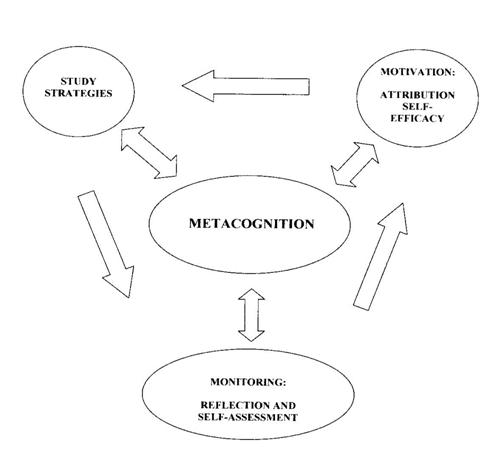 STUDY
STRATEGIES
MOTIVATION:
ATTRIBUTION
SELF-
EFFICACY
METACOGNITION
MONITORING:
REFLECTION AND
SELF-ASSESSMENT